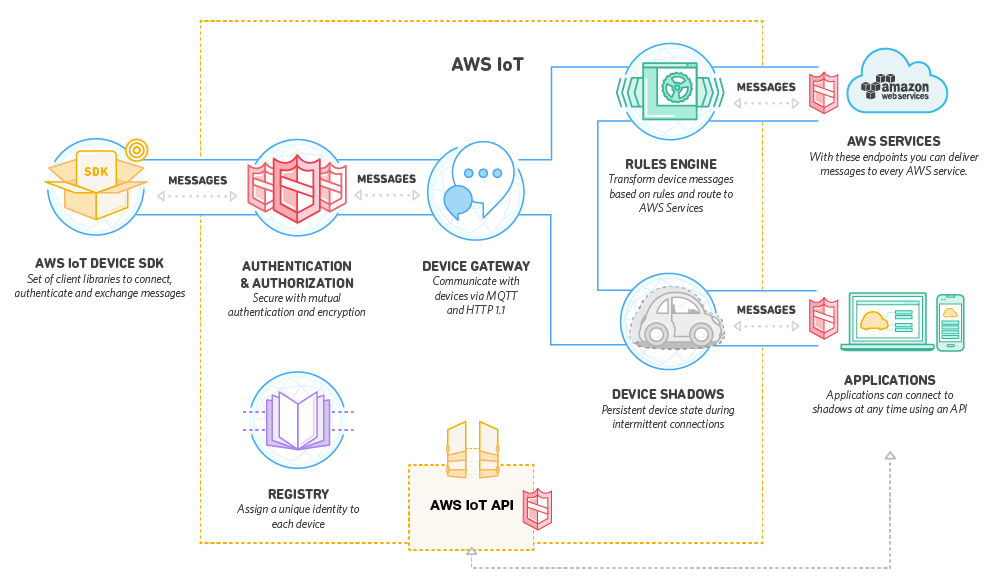 AWS IoT
SDK
MESSAGES
MESSAGES
MESSAGES
amazon
web services
AWS SERVICES
With these endpoints you can deliver
messages to every AWS service.
RULES ENGINE
Transform device messages
based on rules and route to
AWS Services
AWS IoT DEVICE SDK
Set of client libraries to connect,
authenticate and exchange messages
AUTHENTICATION
& AUTHORIZATION
Secure with mutual
authentication and encryption
DEVICE GATEWAY
Communicate with
devices via MQTT
and HTTP 1.1
MESSAGES
DEVICE SHADOWS
Persistent device state during
intermittent connections
APPLICATIONS
Applications can connect to
shadows at any time using an API
REGISTRY
Assign a unique identity to
each device
AWS IoT API